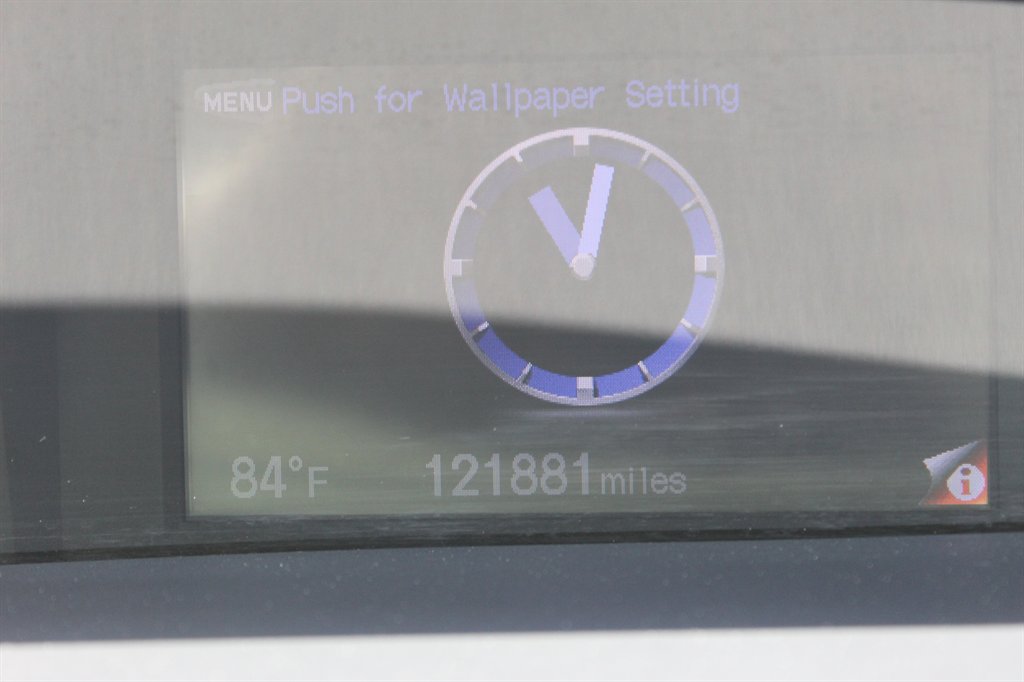 MENU Push for Wallpaper Setting
84°F 121881 miles
i